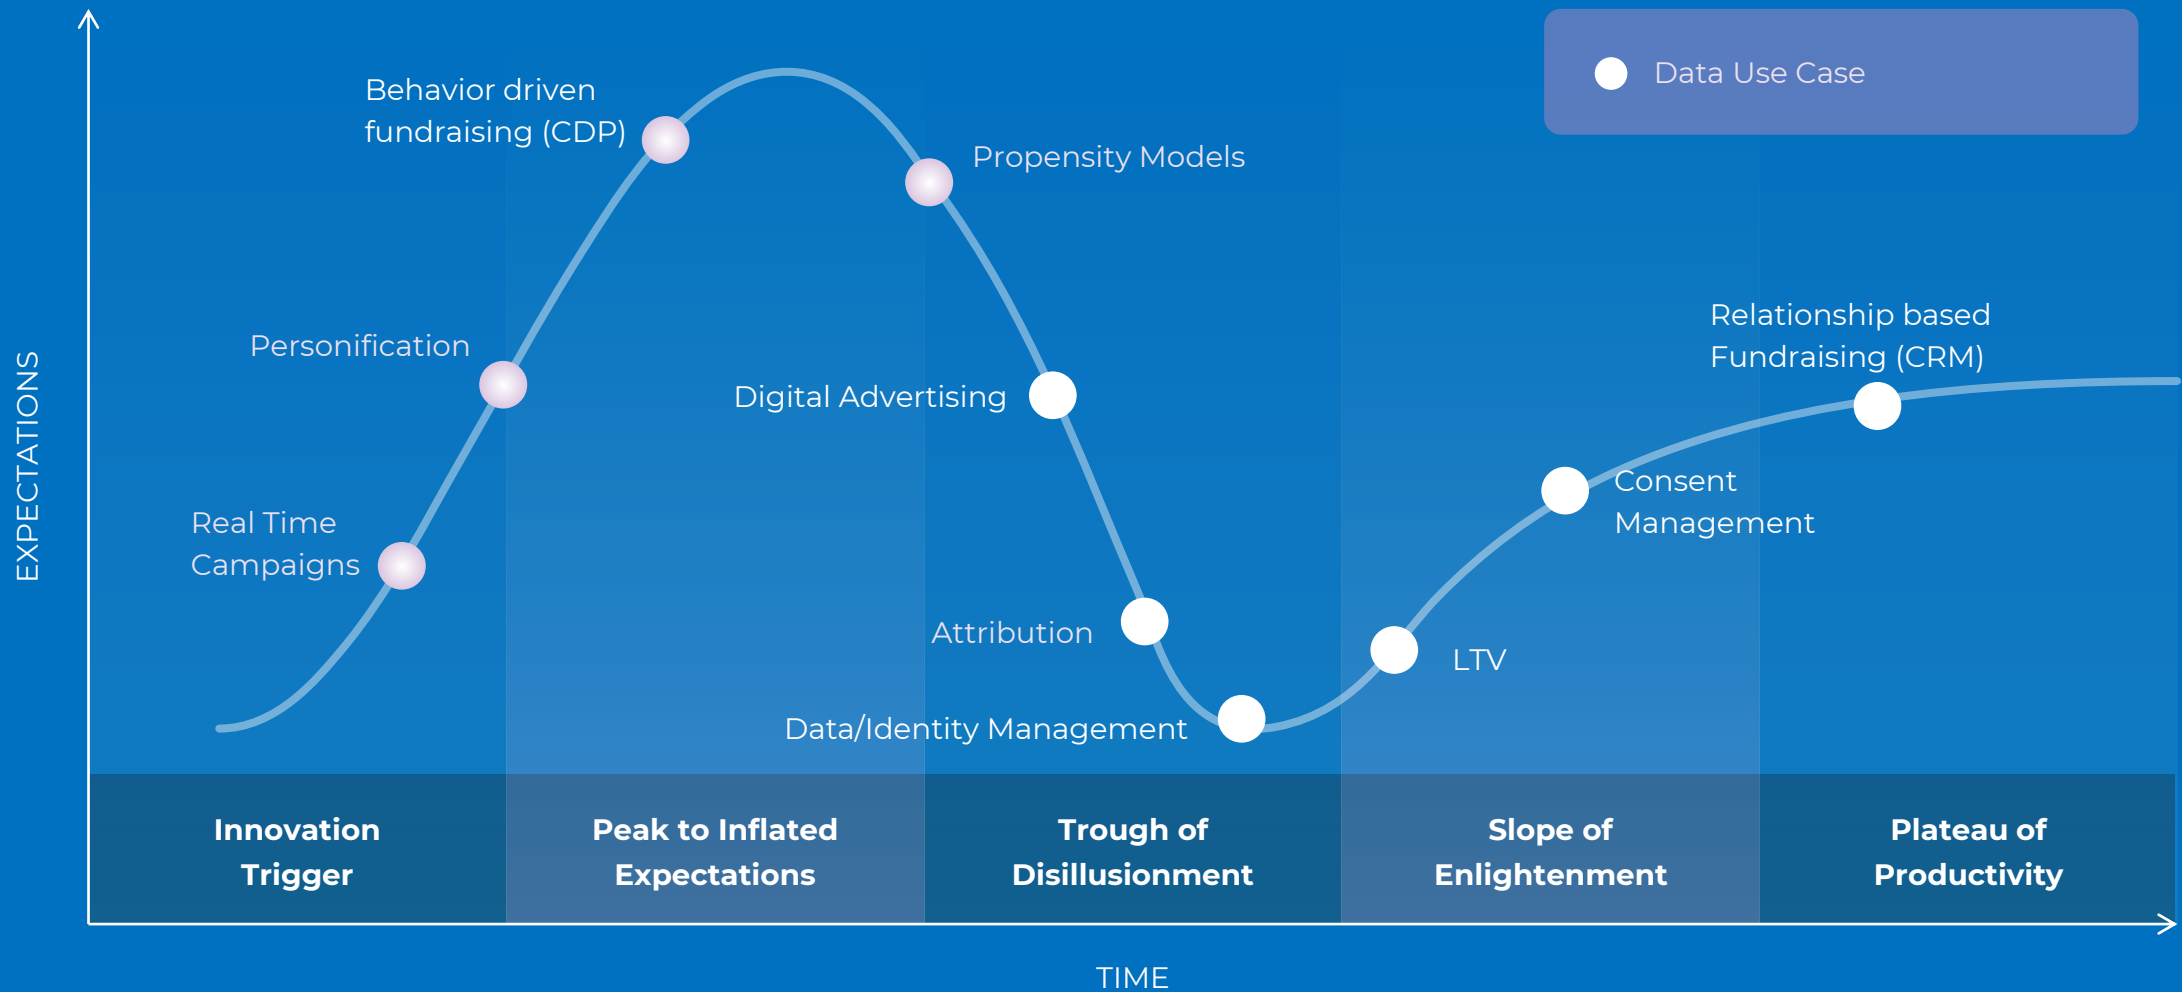 Data Use Case
Behavior driven
fundraising (CDP)
Propensity Models
Personification
Digital Advertising
Relationship based
Fundraising (CRM)
Real Time
Campaigns
Consent
Management
Attribution
LTV
Data/Identity Management
EXPECTATIONS
Innovation
Trigger
Peak to Inflated
Expectations
Trough of
Disillusionment
Slope of
Enlightenment
Plateau of
Productivity
TIME